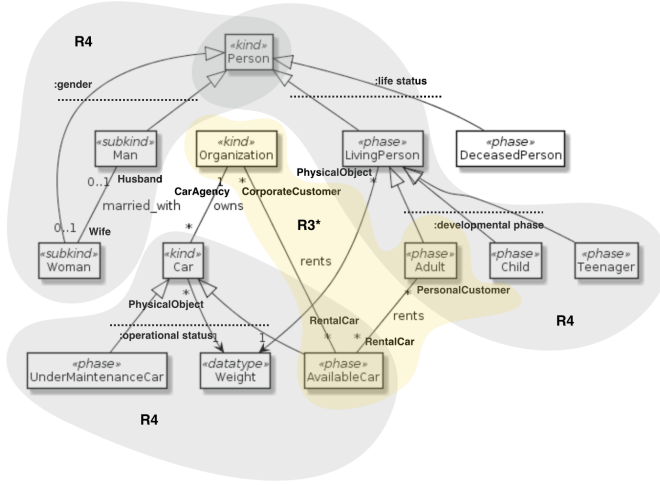 R4
«kind»
Person
:gender
:life status
«subkind»
Man
«kind»
Organization
«phase»
LivingPerson
«phase»
DeceasedPerson
0..1
Husband
CarAgency
1
*
CorporateCustomer
PhysicalObject
*
married_with
owns
R3*
:developmental phase
0..1
Wife
*
«subkind»
Woman
«kind»
Car
rents
«phase»
Adult
«phase»
Child
«phase»
Teenager
*
PhysicalObject
*
PersonalCustomer
rents
R4
RentalCar
:operational status
1
1
*
*
RentalCar
«phase»
UnderMaintenanceCar
«datatype»
Weight
«phase»
AvailableCar
R4